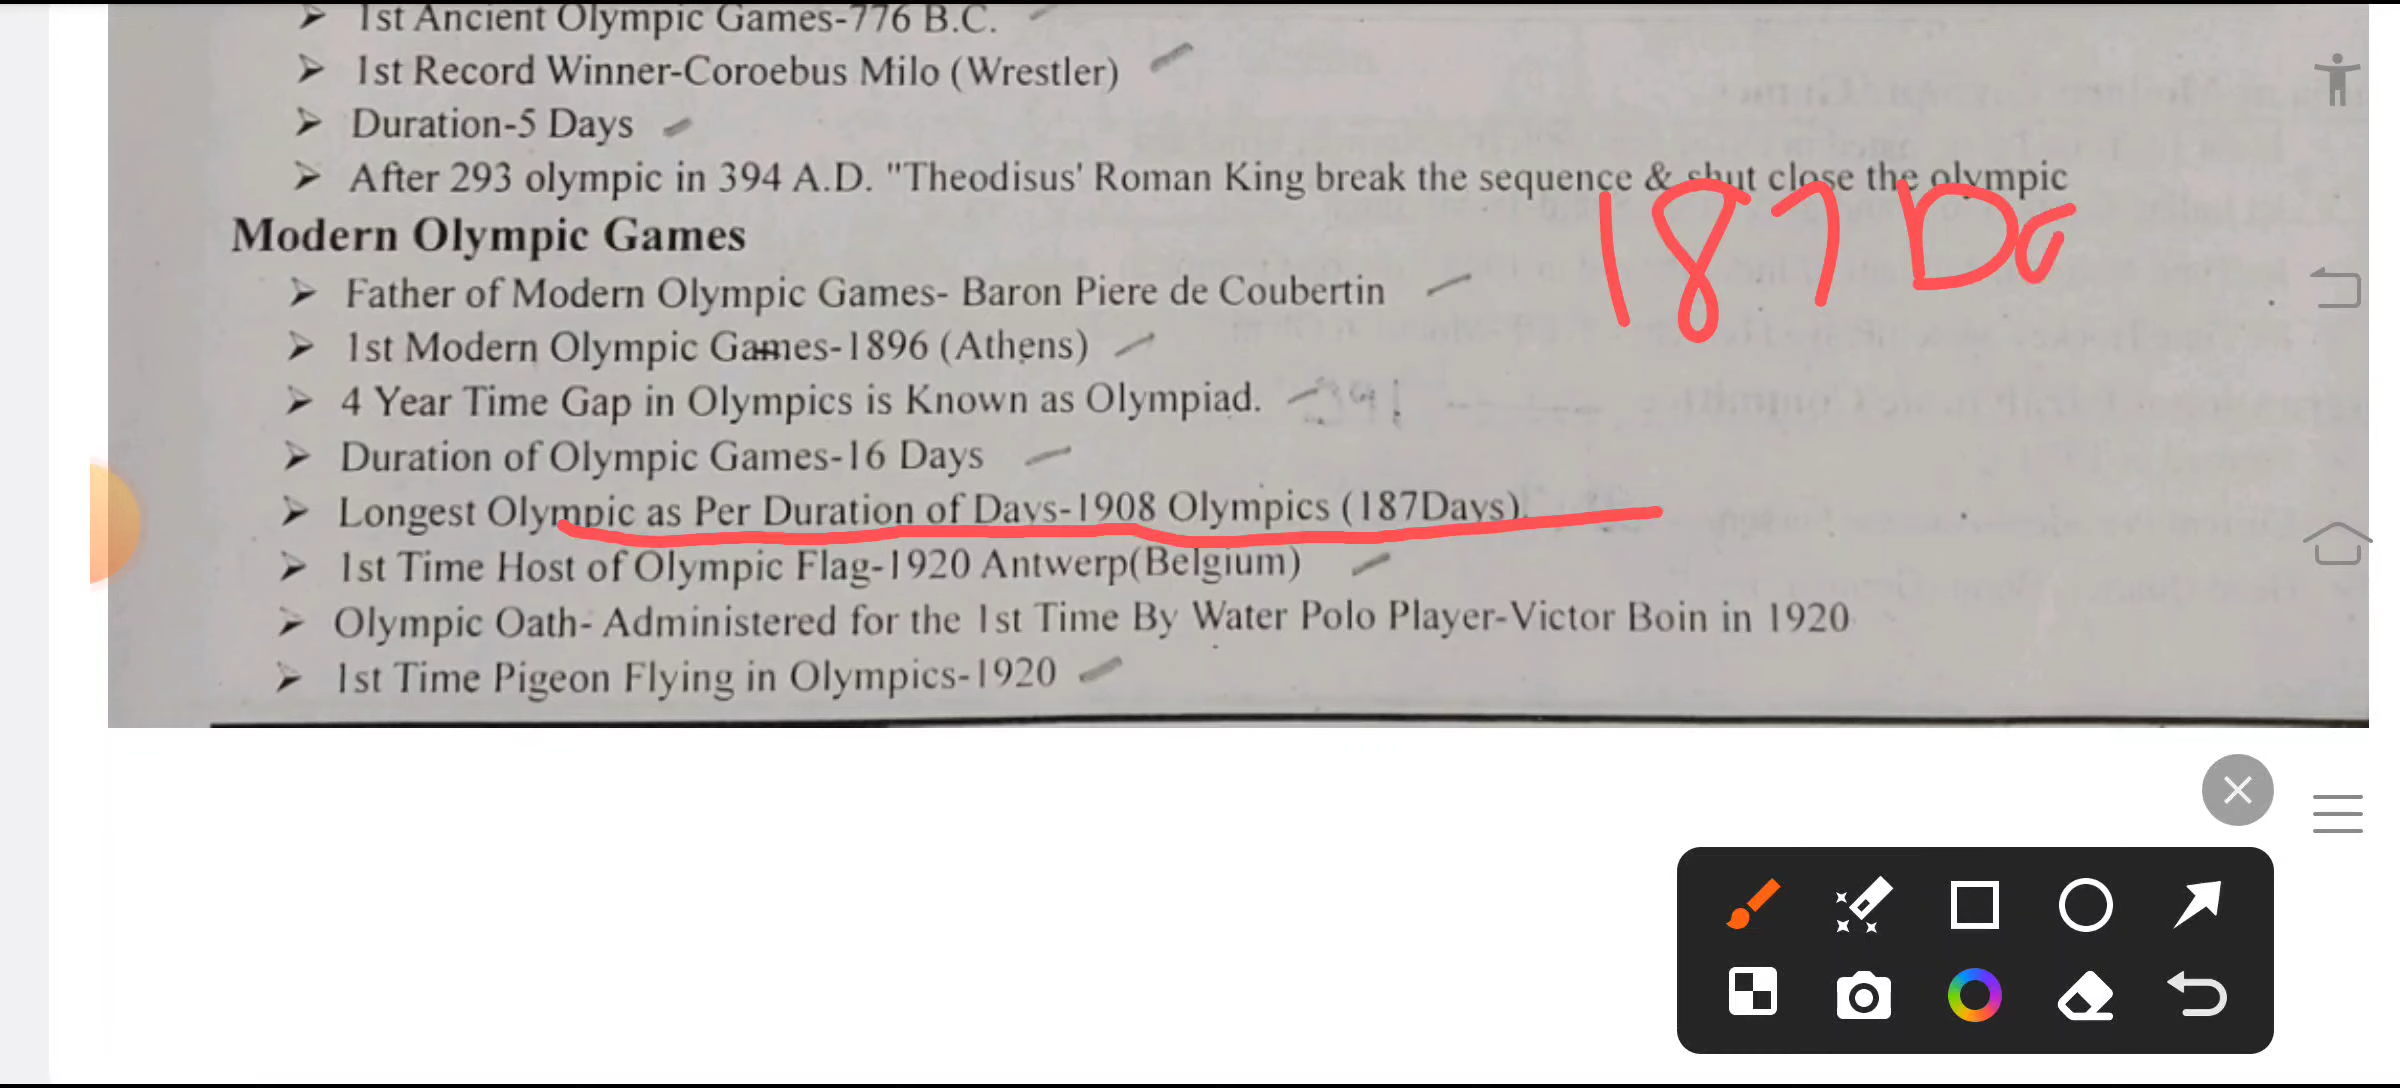 ➤ 1st Ancient Olympic Games-776 B.C.
➤ 1st Record Winner-Coroebus Milo (Wrestler)
➤ Duration-5 Days
➤ After 293 olympic in 394 A.D. "Theodisus' Roman King break the sequence & shut close the olympic
187 Da
Modern Olympic Games
➤ Father of Modern Olympic Games- Baron Piere de Coubertin
➤ 1st Modern Olympic Games-1896 (Athens)
➤ 4 Year Time Gap in Olympics is Known as Olympiad.
➤ Duration of Olympic Games-16 Days
➤ Longest Olympic as Per Duration of Days-1908 Olympics (187Days).
➤ 1st Time Host of Olympic Flag-1920 Antwerp(Belgium)
➤ Olympic Oath- Administered for the 1st Time By Water Polo Player-Victor Boin in 1920
➤ 1st Time Pigeon Flying in Olympics-1920